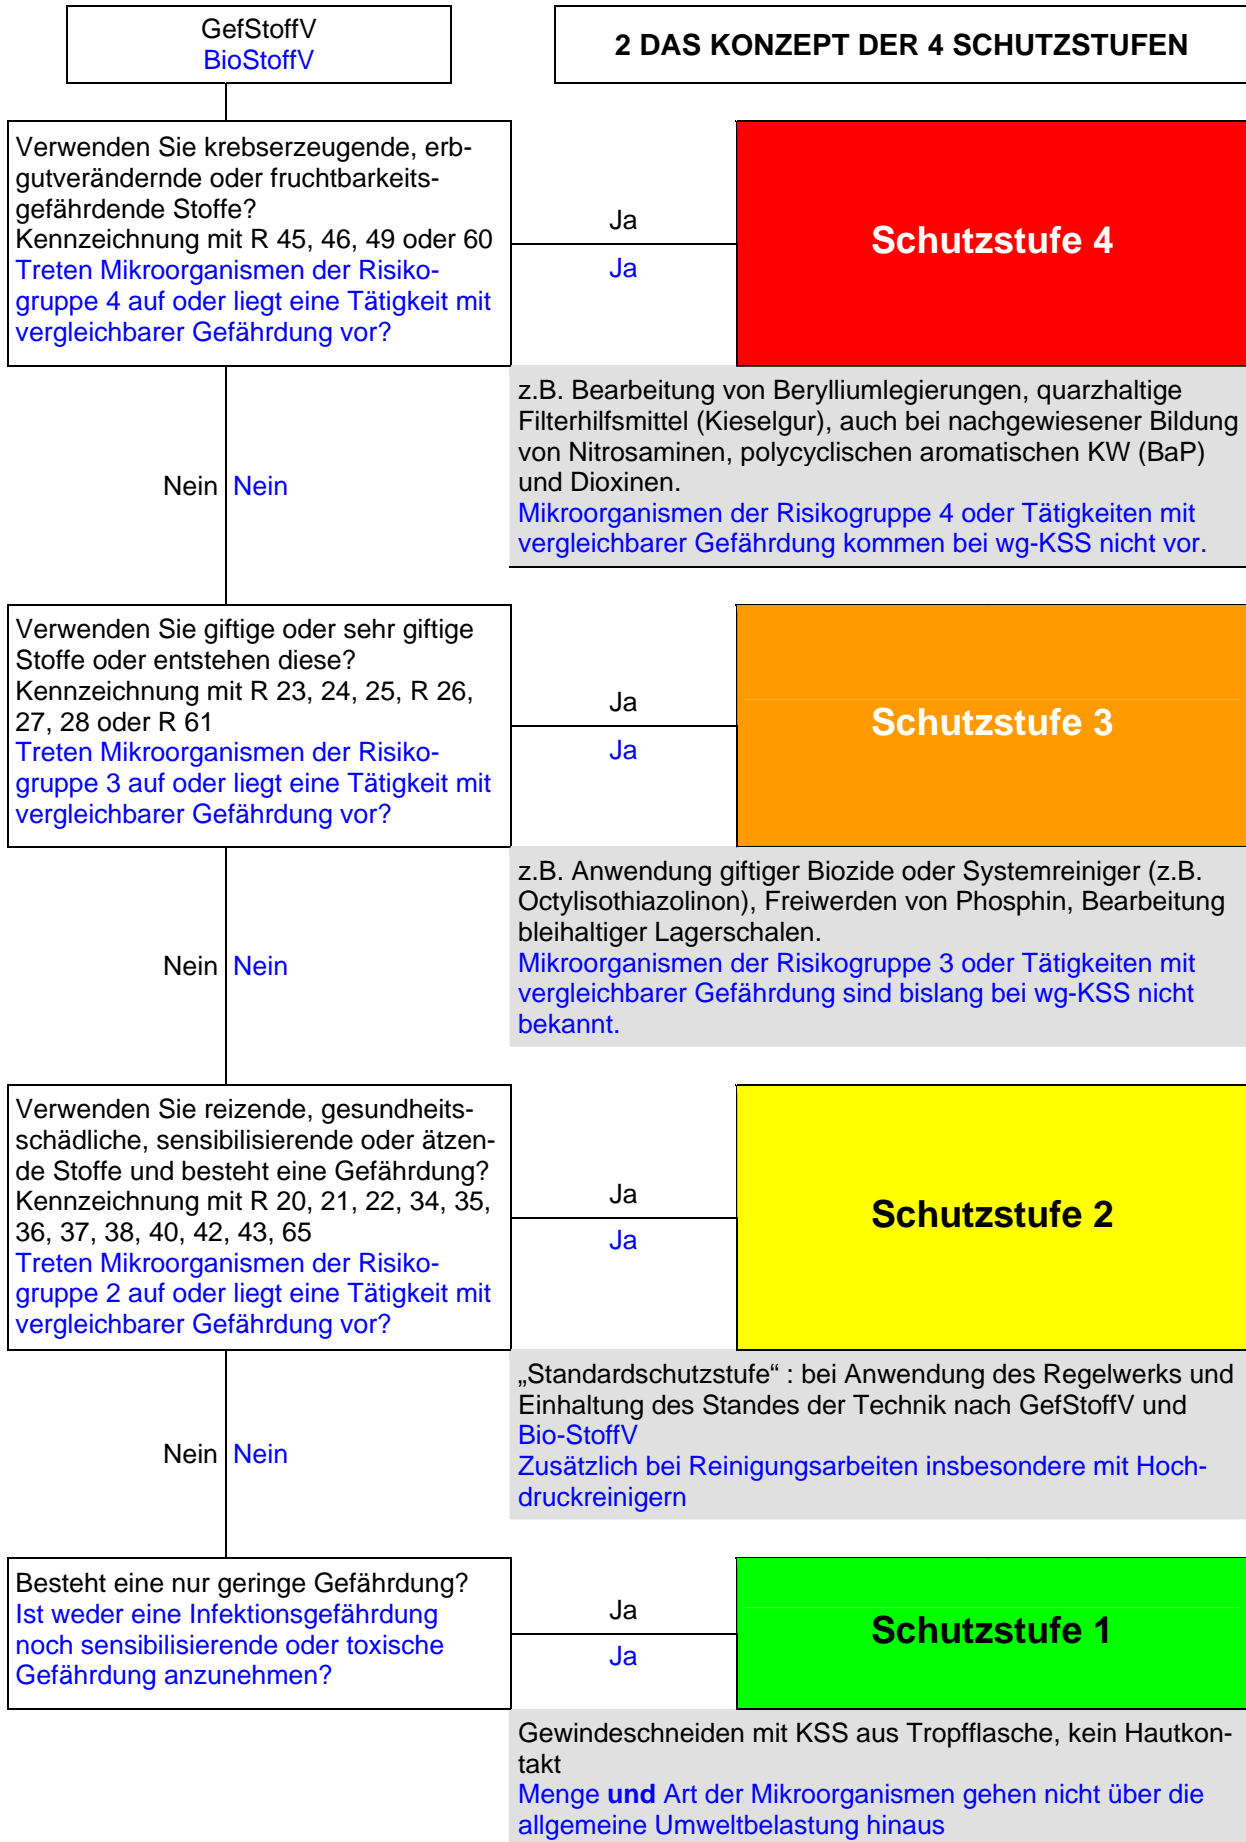 GefStoffV
BioStoffV
2 DAS KONZEPT DER 4 SCHUTZSTUFEN
Verwenden Sie krebserzeugende, erb-
gutverändernde oder fruchtbarkeits-
gefährdende Stoffe?
Kennzeichnung mit R 45, 46, 49 oder 60
Treten Mikroorganismen der Risiko-
gruppe 4 auf oder liegt eine Tätigkeit mit
vergleichbarer Gefährdung vor?
Ja
Ja
Schutzstufe 4
z.B. Bearbeitung von Berylliumlegierungen, quarzhaltige
Filterhilfsmittel (Kieselgur), auch bei nachgewiesener Bildung
von Nitrosaminen, polycyclischen aromatischen KW (BaP)
und Dioxinen.
Mikroorganismen der Risikogruppe 4 oder Tätigkeiten mit
vergleichbarer Gefährdung kommen bei wg-KSS nicht vor.
Nein Nein
Verwenden Sie giftige oder sehr giftige
Stoffe oder entstehen diese?
Kennzeichnung mit R 23, 24, 25, R 26,
27, 28 oder R 61
Treten Mikroorganismen der Risiko-
gruppe 3 auf oder liegt eine Tätigkeit mit
vergleichbarer Gefährdung vor?
Ja
Ja
Schutzstufe 3
z.B. Anwendung giftiger Biozide oder Systemreiniger (z.B.
Octylisothiazolinon), Freiwerden von Phosphin, Bearbeitung
bleihaltiger Lagerschalen.
Mikroorganismen der Risikogruppe 3 oder Tätigkeiten mit
vergleichbarer Gefährdung sind bislang bei wg-KSS nicht
bekannt.
Nein Nein
Verwenden Sie reizende, gesundheits-
schädliche, sensibilisierende oder ätzen-
de Stoffe und besteht eine Gefährdung?
Kennzeichnung mit R 20, 21, 22, 34, 35,
36, 37, 38, 40, 42, 43, 65
Treten Mikroorganismen der Risiko-
gruppe 2 auf oder liegt eine Tätigkeit mit
vergleichbarer Gefährdung vor?
Ja
Ja
Schutzstufe 2
„Standardschutzstufe“ : bei Anwendung des Regelwerks und
Einhaltung des Standes der Technik nach GefStoffV und
Bio-StoffV
Zusätzlich bei Reinigungsarbeiten insbesondere mit Hoch-
druckreinigern
Nein Nein
Besteht eine nur geringe Gefährdung?
Ist weder eine Infektionsgefährdung
noch sensibilisierende oder toxische
Gefährdung anzunehmen?
Ja
Ja
Schutzstufe 1
Gewindeschneiden mit KSS aus Tropfflasche, kein Hautkon-
takt
Menge und Art der Mikroorganismen gehen nicht über die
allgemeine Umweltbelastung hinaus